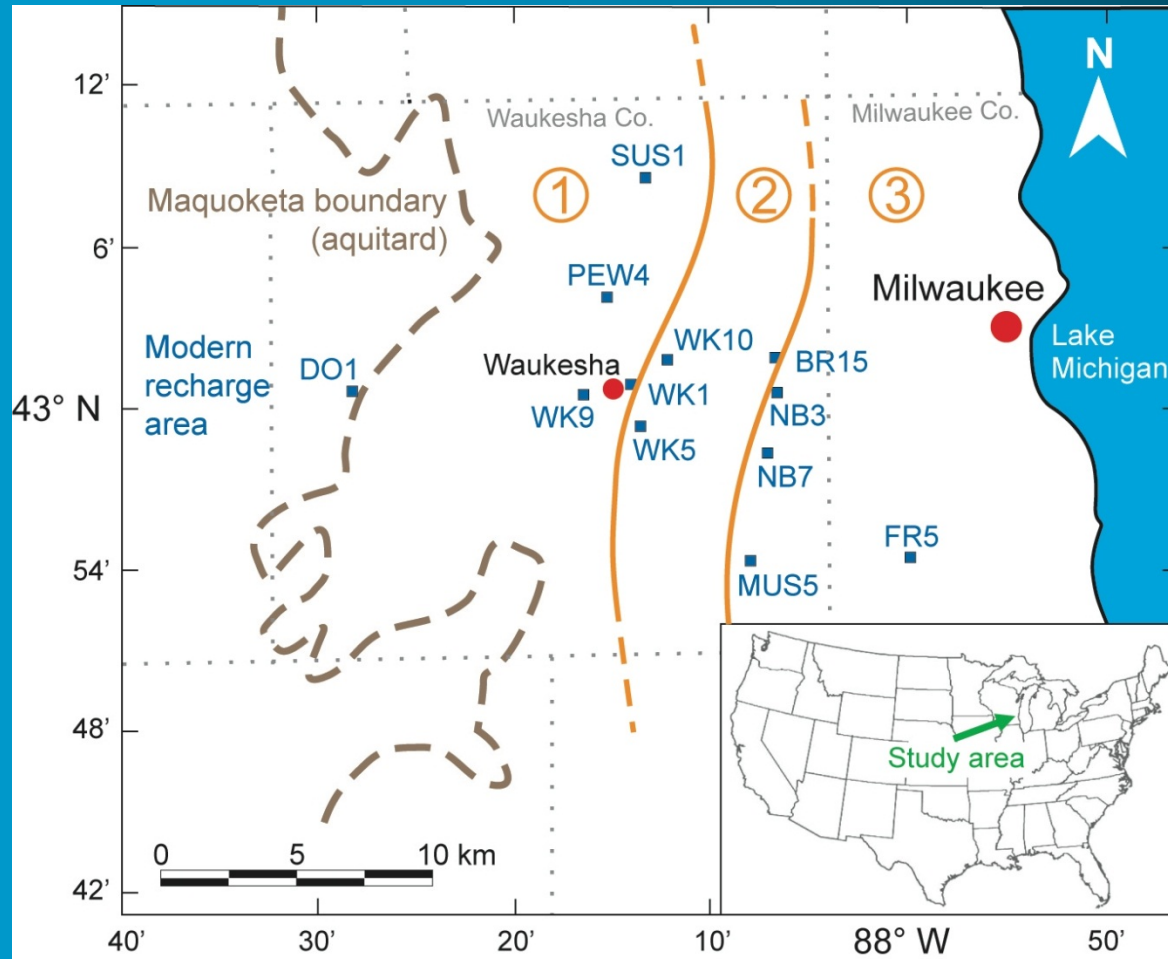 N
12'
Waukesha Co.
Milwaukee Co.
SUS1
1
2
3
Maquoketa boundary
(aquitard)
6'
PEW4
Milwaukee
Modern
recharge
area
DO1
Waukesha
WK10
BR15
Lake
Michigan
43° N
WK9
WK1
NB3
WK5
NB7
FR5
54'
MUS5
48'
Study area
0
5
10 km
42'
40'
30'
20'
10'
88° W
50'